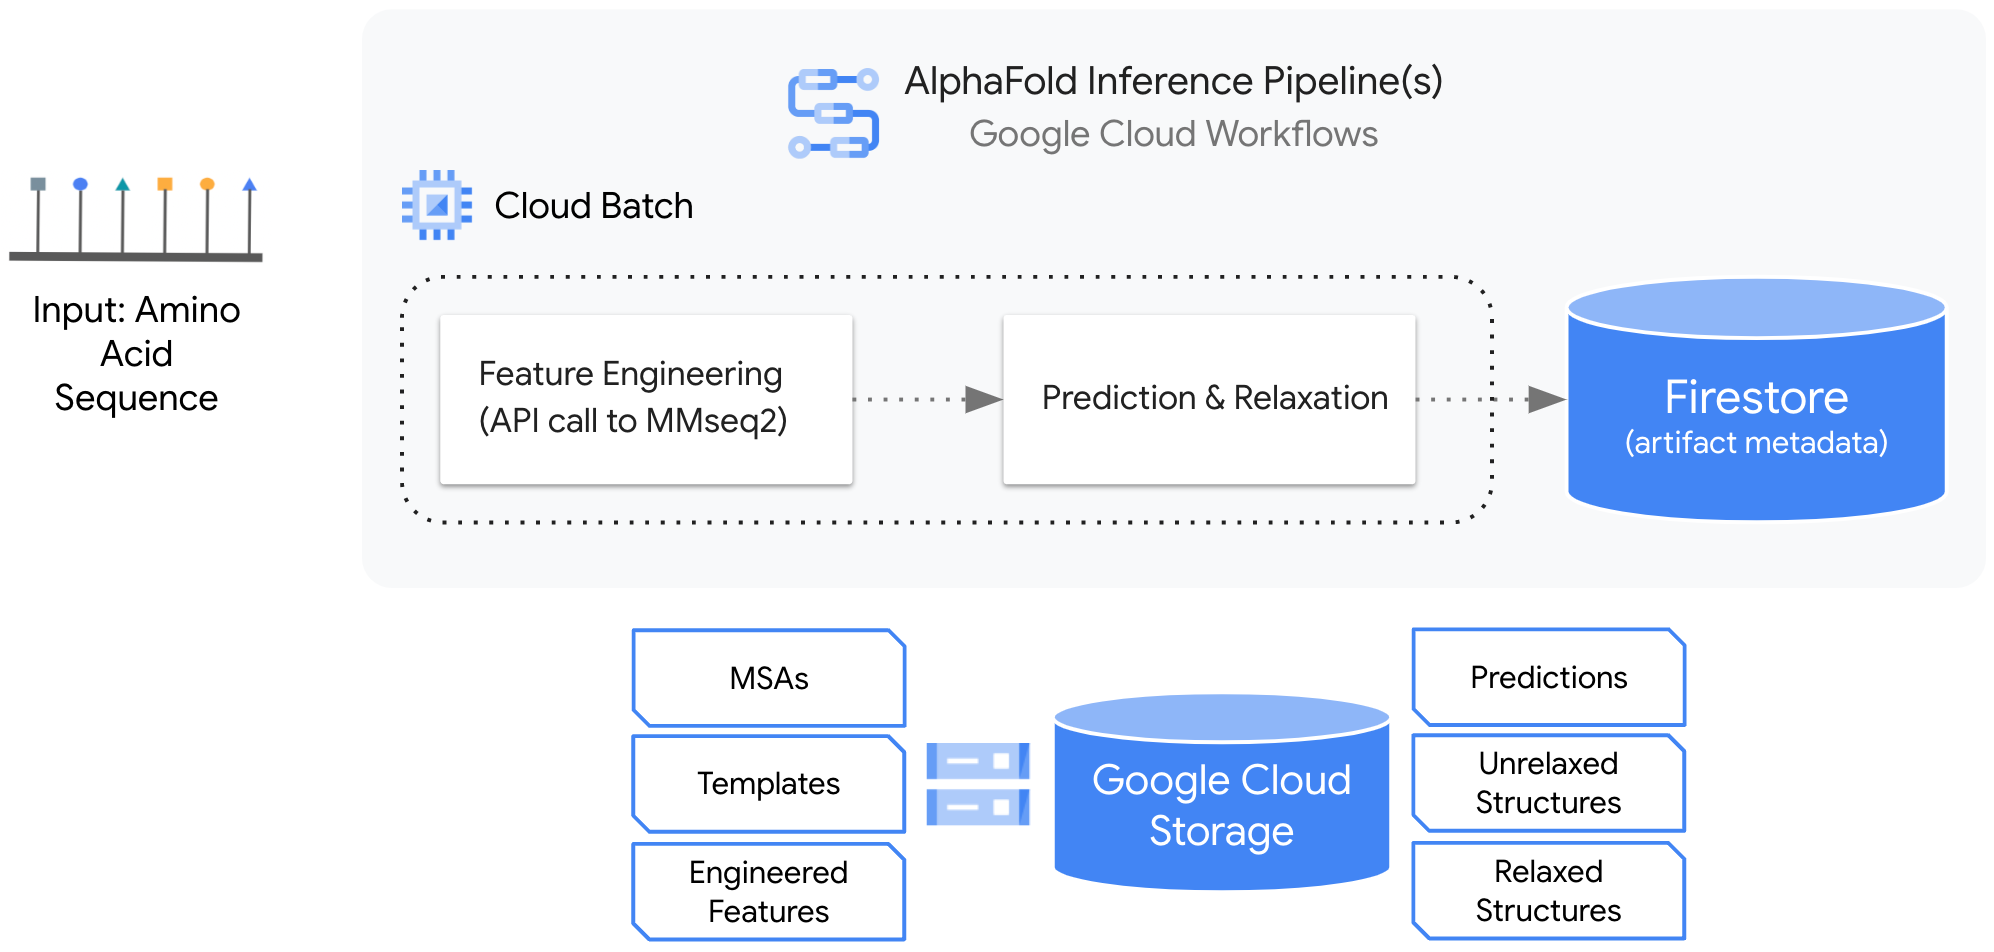 AlphaFold Inference Pipeline(s)
Google Cloud Workflows
Cloud Batch
Input: Amino
Acid
Sequence
Feature Engineering
(API call to MMseq2)
Prediction & Relaxation
Firestore
(artifact metadata)
MSAs
Templates
Engineered
Features
Google Cloud
Storage
Predictions
Unrelaxed
Structures
Relaxed
Structures